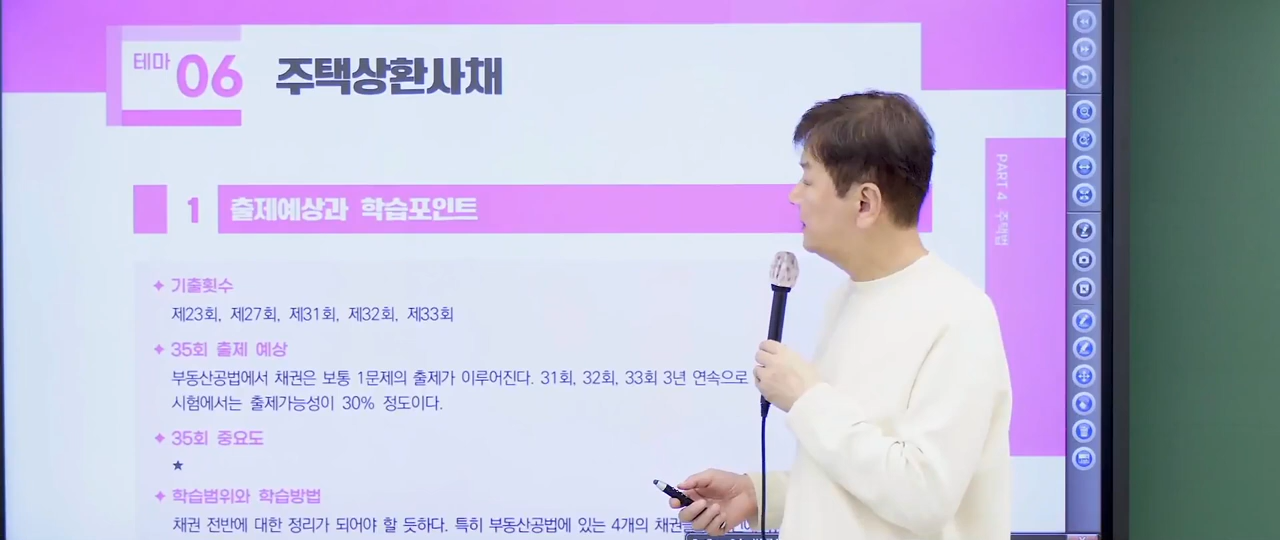 테마 06 주택상환사채
PART 4 주택법
1 출제예상과 학습포인트
✦ 기출횟수
제23회, 제27회, 제31회, 제32회, 제33회
✦ 35회 출제 예상
부동산공법에서 채권은 보통 1문제의 출제가 이루어진다. 31회, 32회, 33회 3년 연속으로
시험에서는 출제가능성이 30% 정도이다.
✦ 35회 중요도
★
✦ 학습범위와 학습방법
채권 전반에 대한 정리가 되어야 할 듯하다. 특히 부동산공법에 있는 4개의 채권